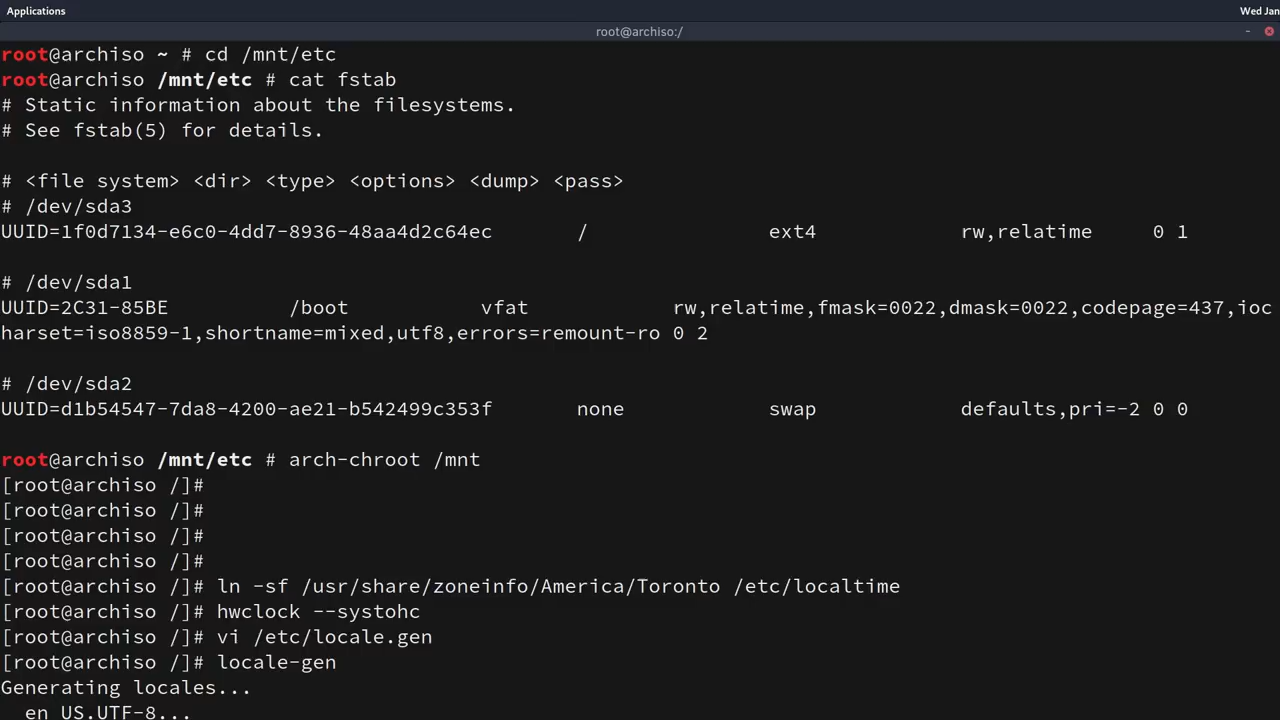 Applications
Wed Jan
root@archiso:/
root@archiso ~ # cd /mnt/etc
root@archiso /mnt/etc # cat fstab
# Static information about the filesystems.
# See fstab(5) for details.
# <file system> <dir> <type> <options> <dump> <pass>
# /dev/sda3
UUID=1f0d7134-e6c0-4dd7-8936-48aa4d2c64ec / ext4 rw,relatime 0 1
# /dev/sda1
UUID=2C31-85BE /boot vfat rw,relatime,fmask=0022,dmask=0022,codepage=437,ioc
harset=iso8859-1,shortname=mixed,utf8,errors=remount-ro 0 2
# /dev/sda2
UUID=d1b54547-7da8-4200-ae21-b542499c353f none swap defaults,pri=-2 0 0
root@archiso /mnt/etc # arch-chroot /mnt
[root@archiso /]#
[root@archiso /]#
[root@archiso /]#
[root@archiso /]#
[root@archiso /]# ln -sf /usr/share/zoneinfo/America/Toronto /etc/localtime
[root@archiso /]# hwclock --systohc
[root@archiso /]# vi /etc/locale.gen
[root@archiso /]# locale-gen
Generating locales...
en_US.UTF-8...